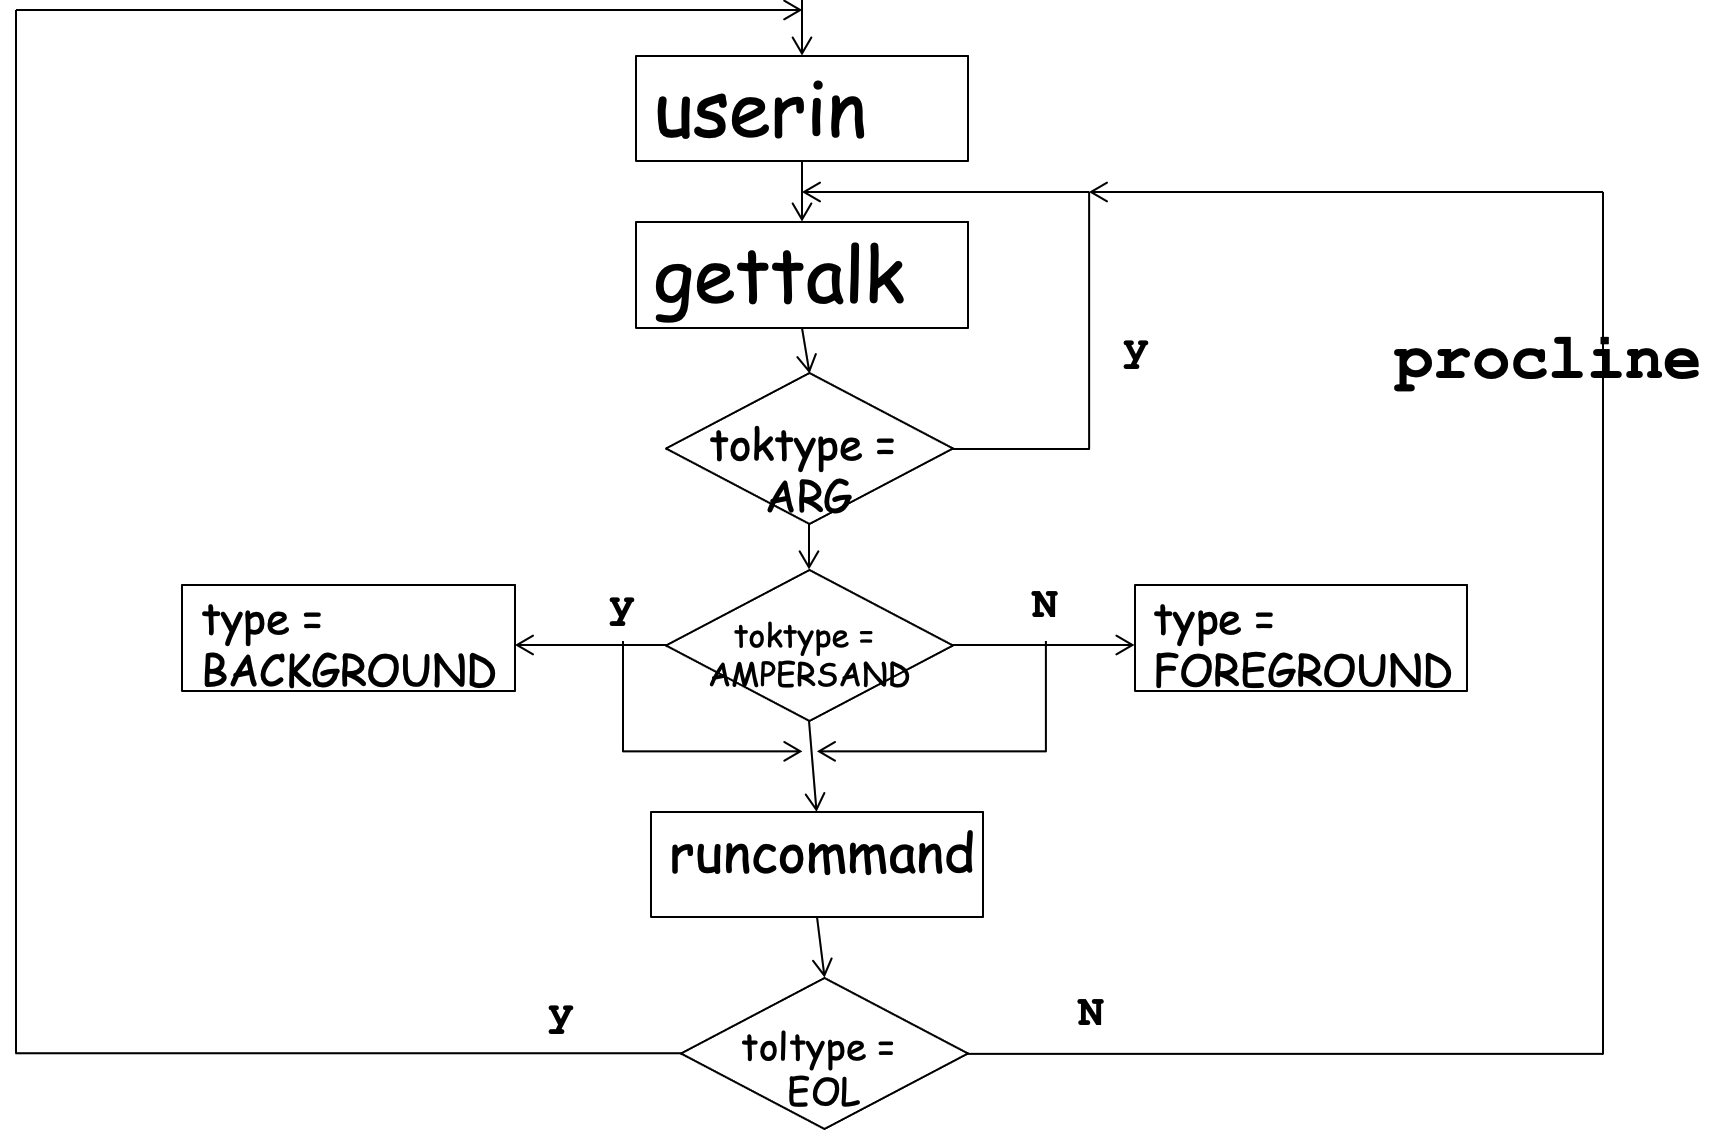 userin
gettalk
y
procline
toktype =
ARG
type =
BACKGROUND
y
toktype =
AMPERSAND
N
type =
FOREGROUND
runcommand
y
N
toltype =
EOL